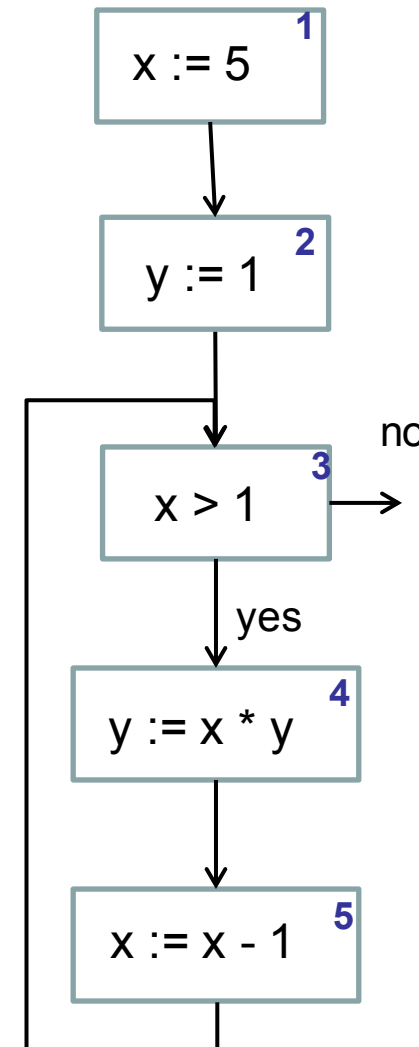 1
x := 5
2
y := 1
no
3
x > 1
yes
4
y := x * y
5
x := x - 1